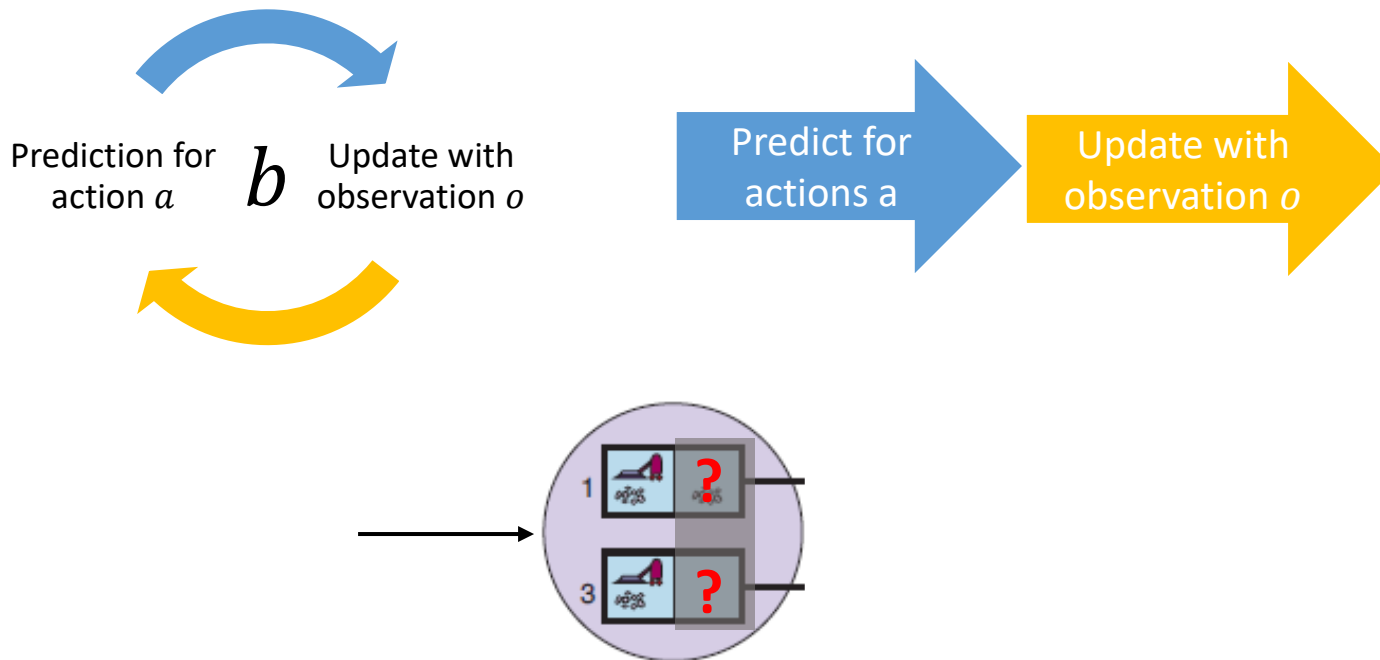 Prediction for
action 𝑎
𝑏
Update with
observation 𝑜
Predict for
actions a
Update with
observation 𝑜
1
?
3
?